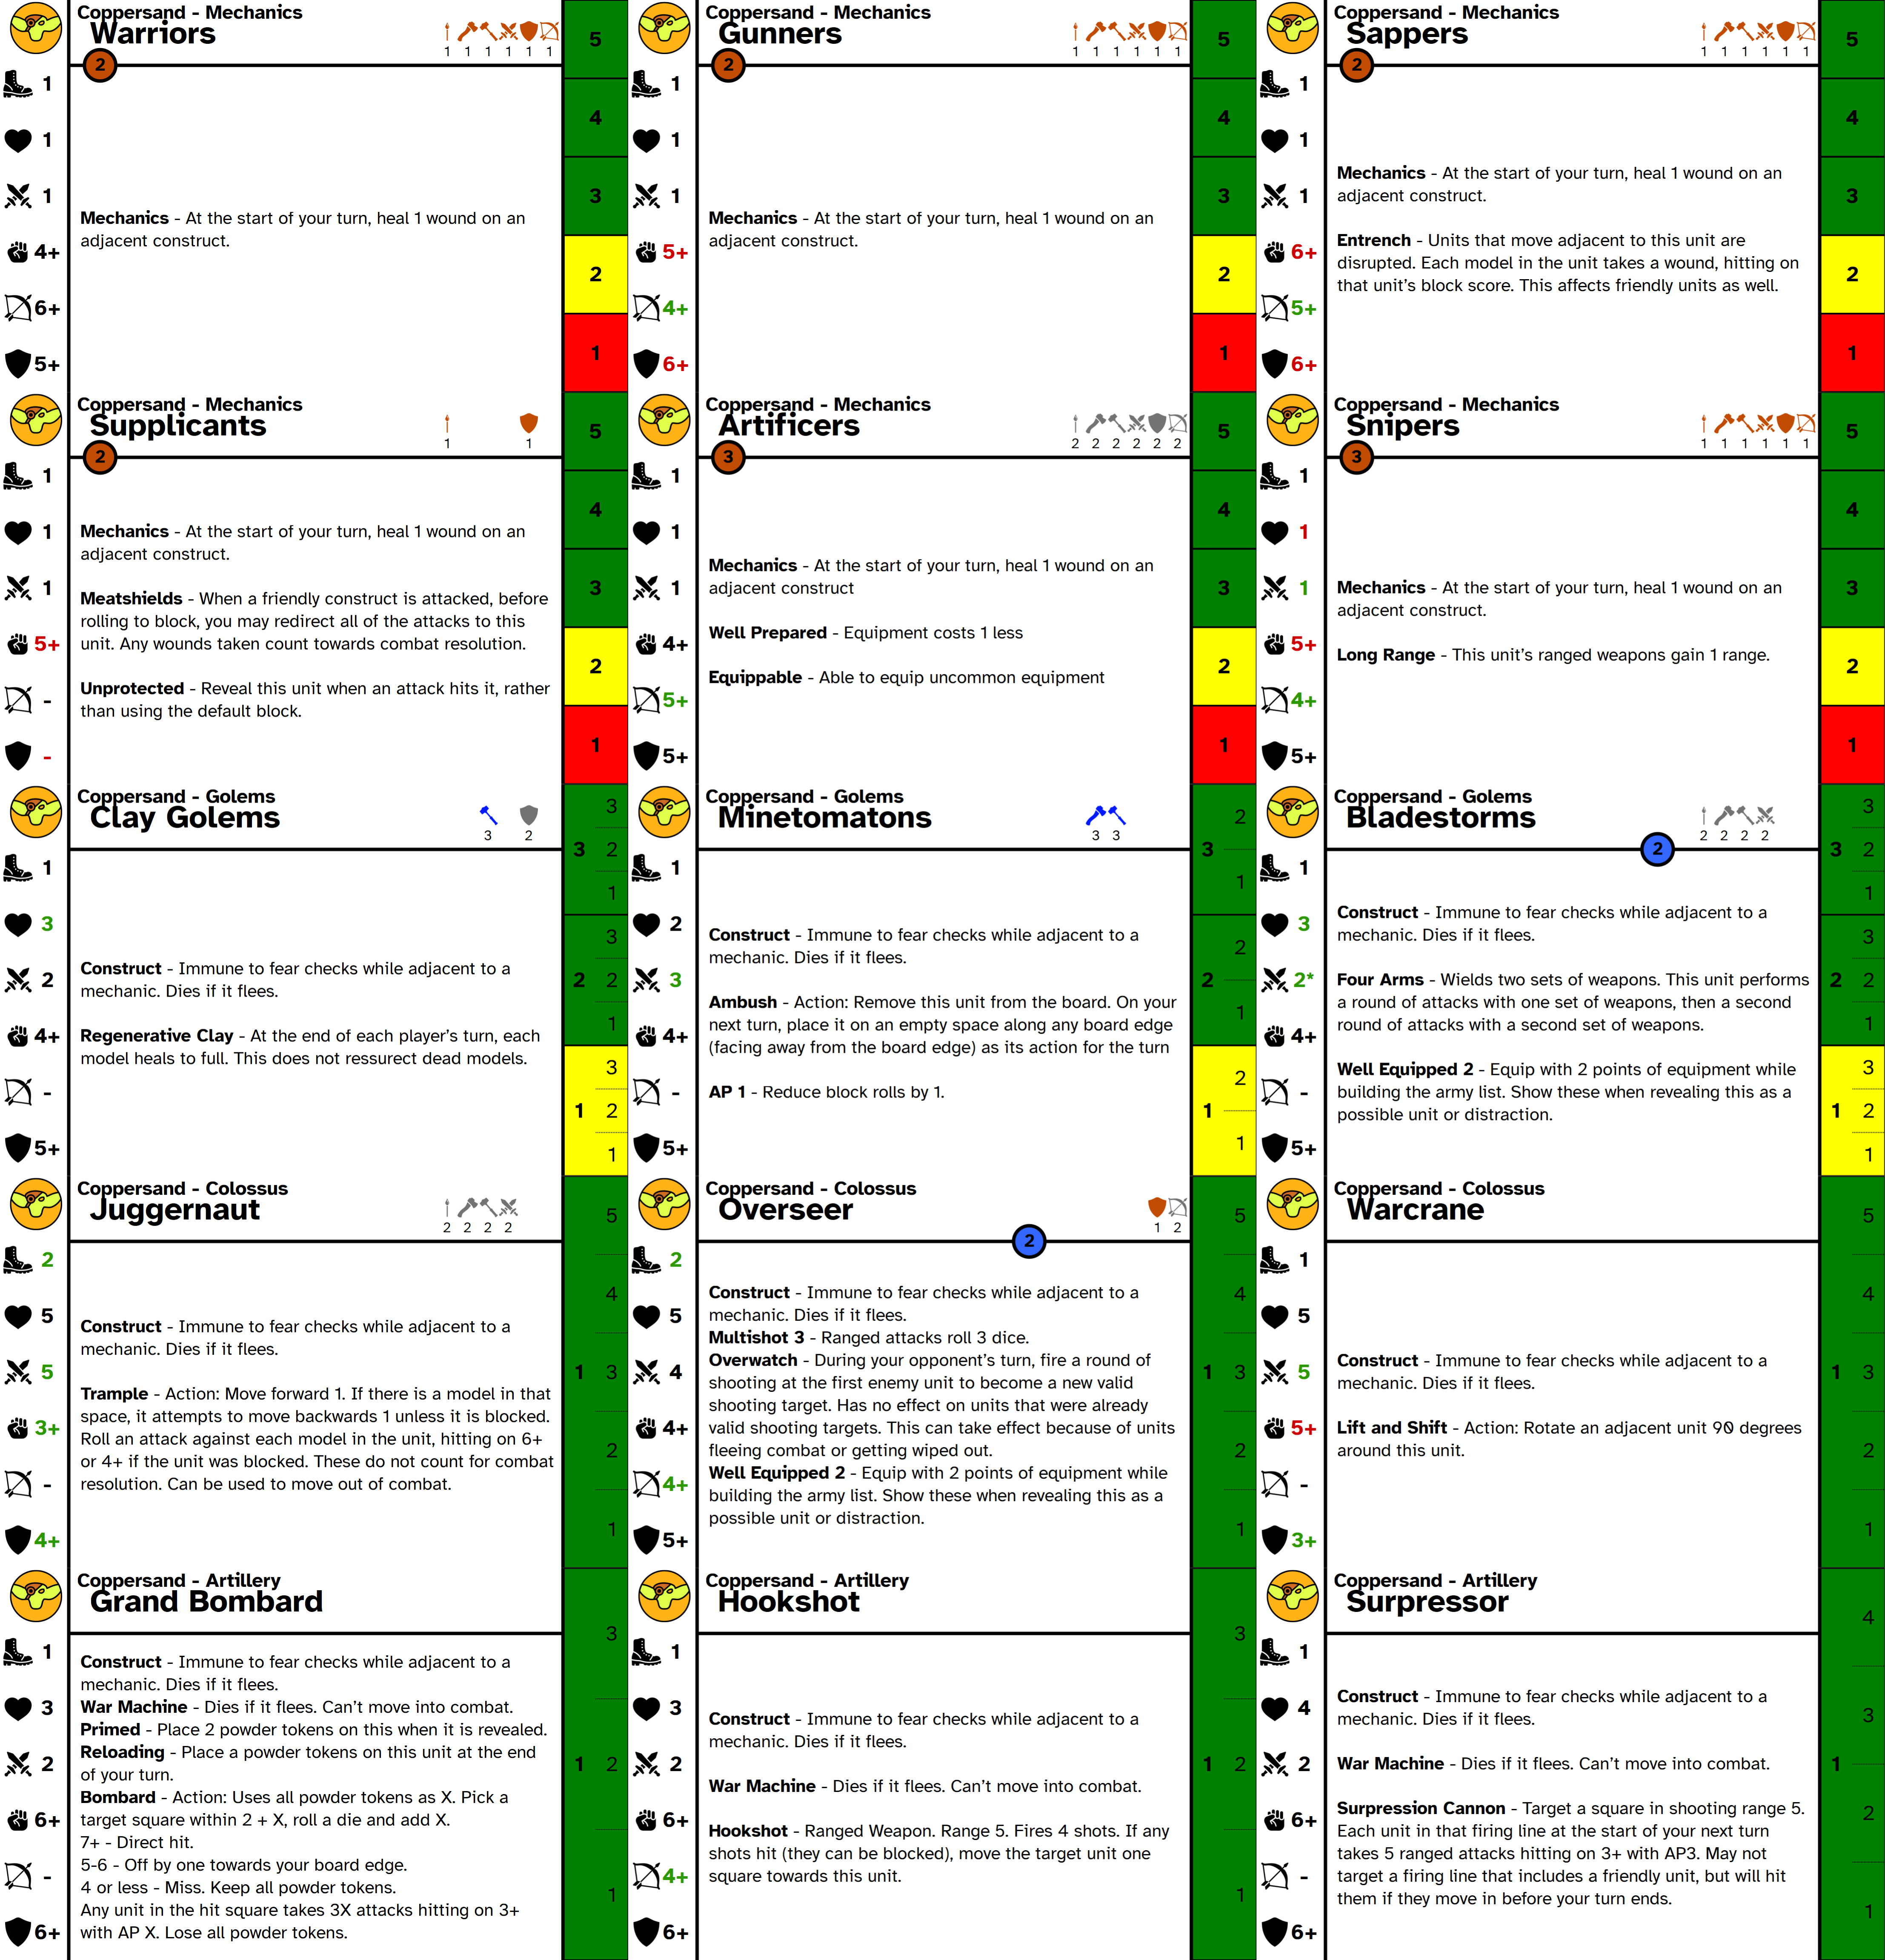 Coppersand - Mechanics
Warriors
1 1 1 1 1 1
2
1
1
1
4+
6+
5+
Mechanics - At the start of your turn, heal 1 wound on an
adjacent construct.
5
4
3
2
1
Coppersand - Mechanics
Gunners
1 1 1 1 1 1
2
1
1
1
5+
4+
6+
Mechanics - At the start of your turn, heal 1 wound on an
adjacent construct.
5
4
3
2
1
Coppersand - Mechanics
Sappers
1 1 1 1 1 1
2
1
1
1
6+
5+
6+
Mechanics - At the start of your turn, heal 1 wound on an
adjacent construct.
Entrench - Units that move adjacent to this unit are
disrupted. Each model in the unit takes a wound, hitting on
that unit's block score. This affects friendly units as well.
5
4
3
2
1
Coppersand - Mechanics
Supplicants
1 1
2
1
1
1
5+
-
-
Mechanics - At the start of your turn, heal 1 wound on an
adjacent construct.
Meatshields - When a friendly construct is attacked, before
rolling to block, you may redirect all of the attacks to this
unit. Any wounds taken count towards combat resolution.
Unprotected - Reveal this unit when an attack hits it, rather
than using the default block.
5
4
3
2
1
Coppersand - Mechanics
Artificers
2 2 2 2 2 2
3
1
1
1
4+
5+
5+
Mechanics - At the start of your turn, heal 1 wound on an
adjacent construct
Well Prepared - Equipment costs 1 less
Equippable - Able to equip uncommon equipment
5
4
3
2
1
Coppersand - Mechanics
Snipers
1 1 1 1 1 1
3
1
1
1
5+
4+
5+
Mechanics - At the start of your turn, heal 1 wound on an
adjacent construct.
Long Range - This unit's ranged weapons gain 1 range.
5
4
3
2
1
Coppersand - Golems
Clay Golems
3 2
1
3
2
4+
-
5+
Construct - Immune to fear checks while adjacent to a
mechanic. Dies if it flees.
Regenerative Clay - At the end of each player's turn, each
model heals to full. This does not ressurect dead models.
3
3
2
1
2
3
2
1
1
3
2
1
Coppersand - Golems
Minetomatons
3 3
1
2
3
4+
-
5+
Construct - Immune to fear checks while adjacent to a
mechanic. Dies if it flees.
Ambush - Action: Remove this unit from the board. On your
next turn, place it on an empty space along any board edge
(facing away from the board edge) as its action for the turn
AP 1 - Reduce block rolls by 1.
3
2
1
2
2
1
1
2
1
Coppersand - Golems
Bladestorms
2 2 2 2
2
1
3
2*
4+
-
5+
Construct - Immune to fear checks while adjacent to a
mechanic. Dies if it flees.
Four Arms - Wields two sets of weapons. This unit performs
a round of attacks with one set of weapons, then a second
round of attacks with a second set of weapons.
Well Equipped 2 - Equip with 2 points of equipment while
building the army list. Show these when revealing this as a
possible unit or distraction.
3
3
2
1
2
3
2
1
1
3
2
1
Coppersand - Colossus
Juggernaut
2 2 2 2
2
5
5
3+
-
4+
Construct - Immune to fear checks while adjacent to a
mechanic. Dies if it flees.
Trample - Action: Move forward 1. If there is a model in that
space, it attempts to move backwards 1 unless it is blocked.
Roll an attack against each model in the unit, hitting on 6+
or 4+ if the unit was blocked. These do not count for combat
resolution. Can be used to move out of combat.
1
5
4
3
2
1
Coppersand - Colossus
Overseer
1 2
2
2
5
4
4+
4+
5+
Construct - Immune to fear checks while adjacent to a
mechanic. Dies if it flees.
Multishot 3 - Ranged attacks roll 3 dice.
Overwatch - During your opponent's turn, fire a round of
shooting at the first enemy unit to become a new valid
shooting target. Has no effect on units that were already
valid shooting targets. This can take effect because of units
fleeing combat or getting wiped out.
Well Equipped 2 - Equip with 2 points of equipment while
building the army list. Show these when revealing this as a
possible unit or distraction.
1
5
4
3
2
1
Coppersand - Colossus
Warcrane
1
5
5
5+
-
3+
Construct - Immune to fear checks while adjacent to a
mechanic. Dies if it flees.
Lift and Shift - Action: Rotate an adjacent unit 90 degrees
around this unit.
1
5
4
3
2
1
Coppersand - Artillery
Grand Bombard
1
3
2
6+
-
6+
Construct - Immune to fear checks while adjacent to a
mechanic. Dies if it flees.
War Machine - Dies if it flees. Can't move into combat.
Primed - Place 2 powder tokens on this when it is revealed.
Reloading - Place a powder tokens on this unit at the end
of your turn.
Bombard - Action: Uses all powder tokens as X. Pick a
target square within 2 + X, roll a die and add X.
7+ - Direct hit.
5-6 - Off by one towards your board edge.
4 or less - Miss. Keep all powder tokens.
Any unit in the hit square takes 3X attacks hitting on 3+
with AP X. Lose all powder tokens.
1
3
2
1
Coppersand - Artillery
Hookshot
1
3
2
6+
4+
6+
Construct - Immune to fear checks while adjacent to a
mechanic. Dies if it flees.
War Machine - Dies if it flees. Can't move into combat.
Hookshot - Ranged Weapon. Range 5. Fires 4 shots. If any
shots hit (they can be blocked), move the target unit one
square towards this unit.
1
3
2
1
Coppersand - Artillery
Surpressor
1
4
2
6+
-
6+
Construct - Immune to fear checks while adjacent to a
mechanic. Dies if it flees.
War Machine - Dies if it flees. Can't move into combat.
Surpression Cannon - Target a square in shooting range 5.
Each unit in that firing line at the start of your next turn
takes 5 ranged attacks hitting on 3+ with AP3. May not
target a firing line that includes a friendly unit, but will hit
them if they move in before your turn ends.
1
4
3
2
1